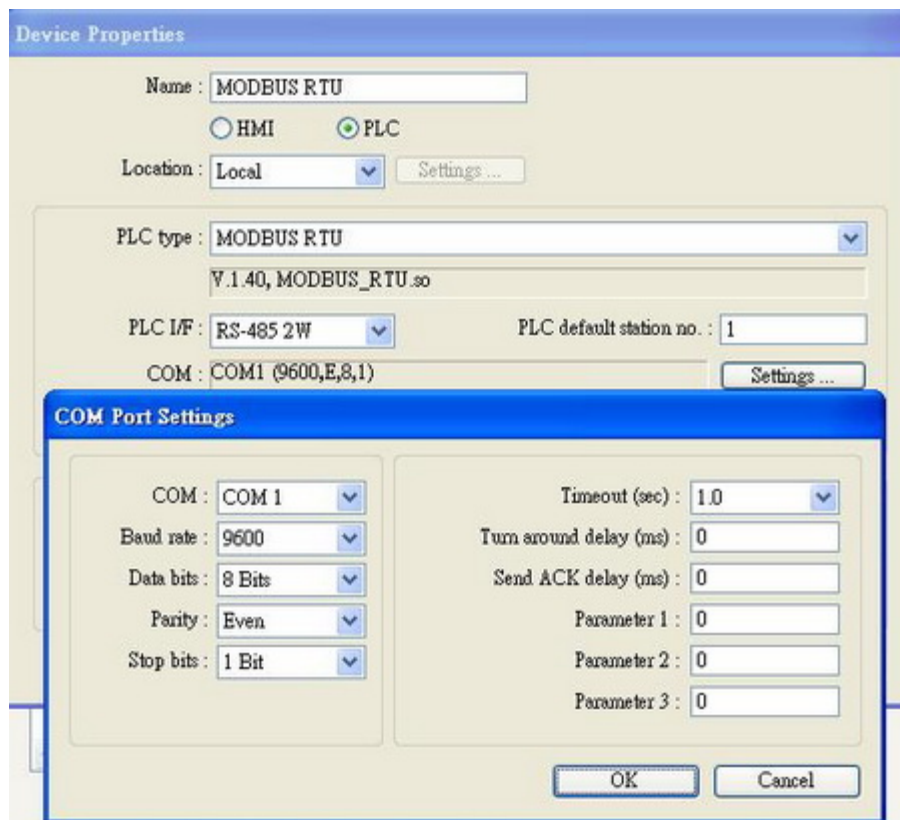 Device Properties
Name : MODBUS RTU
HMI PLC
Location : Local Settings ...
PLC type : MODBUS RTU
V.1.40, MODBUS_RTU.so
PLC I/F : RS-485 2W PLC default station no. : 1
COM : COM1 (9600,E,8,1) Settings ...
COM Port Settings
COM : COM 1 Timeout (sec) : 1.0
Baud rate : 9600 Turn around delay (ms) : 0
Data bits : 8 Bits Send ACK delay (ms) : 0
Parity : Even Parameter 1 : 0
Stop bits : 1 Bit Parameter 2 : 0
Parameter 3 : 0
OK Cancel